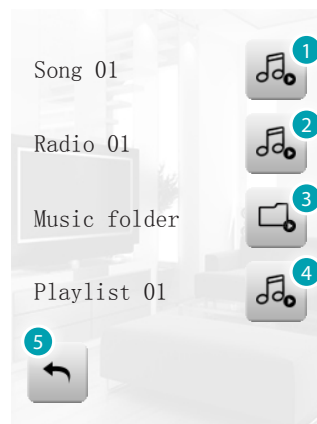 Song 01 1
Radio 01 2
Music folder 3
Playlist 01 4
5